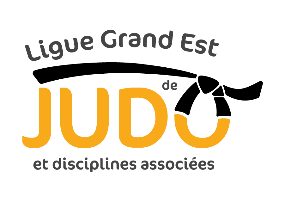 Ligue Grand Est
de
JUDO
et disciplines associées